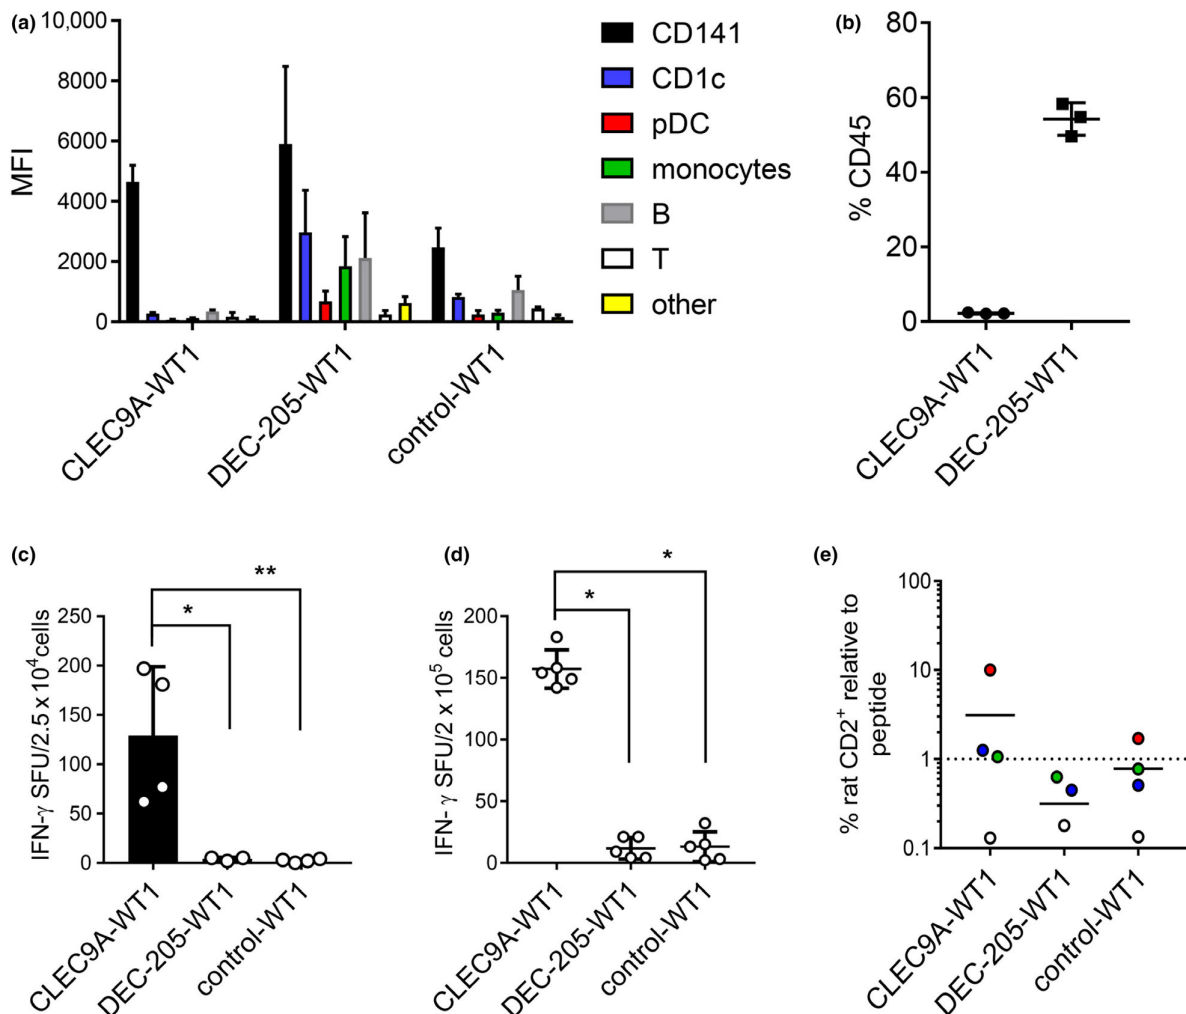 (a)
10,000
8000
6000
4000
2000
0
MFI
CLEC9A-WT1
DEC-205-WT1
control-WT1
CD141
CD1c
pDC
monocytes
B
T
other
(b)
80
60
40
20
0
% CD45
CLEC9A-WT1
DEC-205-WT1
(c)
**
*
250
200
150
100
50
0
IFN-γ SFU/2.5 x 10⁴ cells
CLEC9A-WT1
DEC-205-WT1
control-WT1
(d)
*
*
200
150
100
50
0
IFN- γ SFU/2 x 10⁵ cells
CLEC9A-WT1
DEC-205-WT1
control-WT1
(e)
100
10
1
0.1
% rat CD2⁺ relative to
peptide
CLEC9A-WT1
DEC-205-WT1
control-WT1